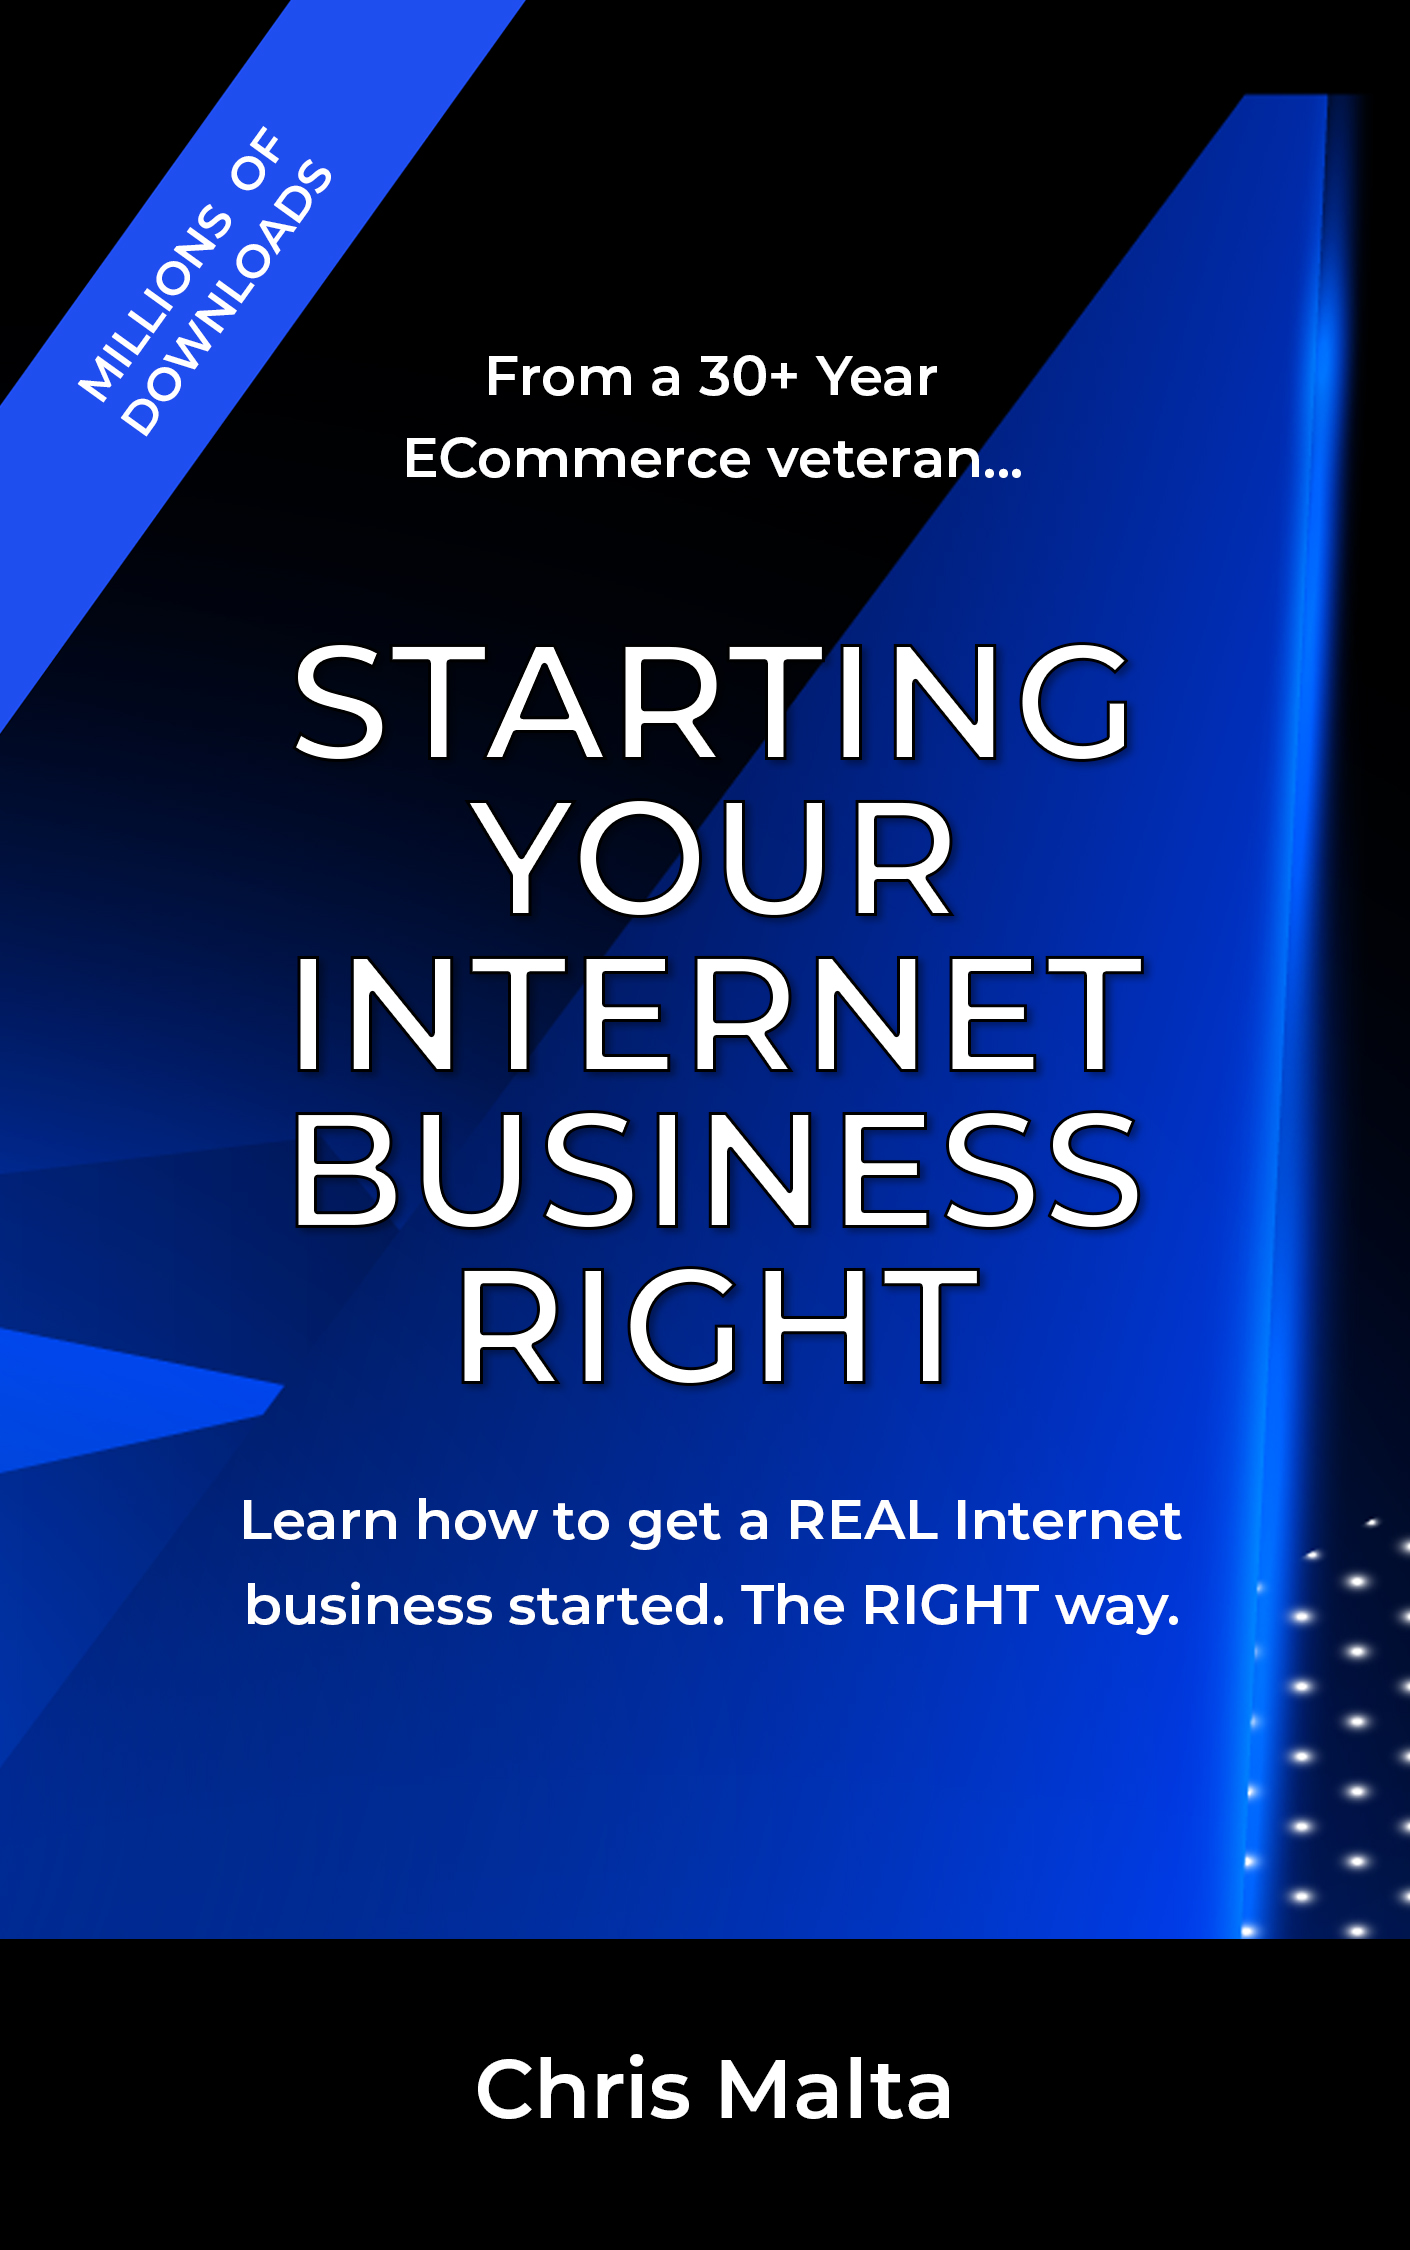 MILLIONS OF
DOWNLOADS
From a 30+ Year
ECommerce veteran...
STARTING
YOUR
INTERNET
BUSINESS
RIGHT
Learn how to get a REAL Internet
business started. The RIGHT way.
Chris Malta